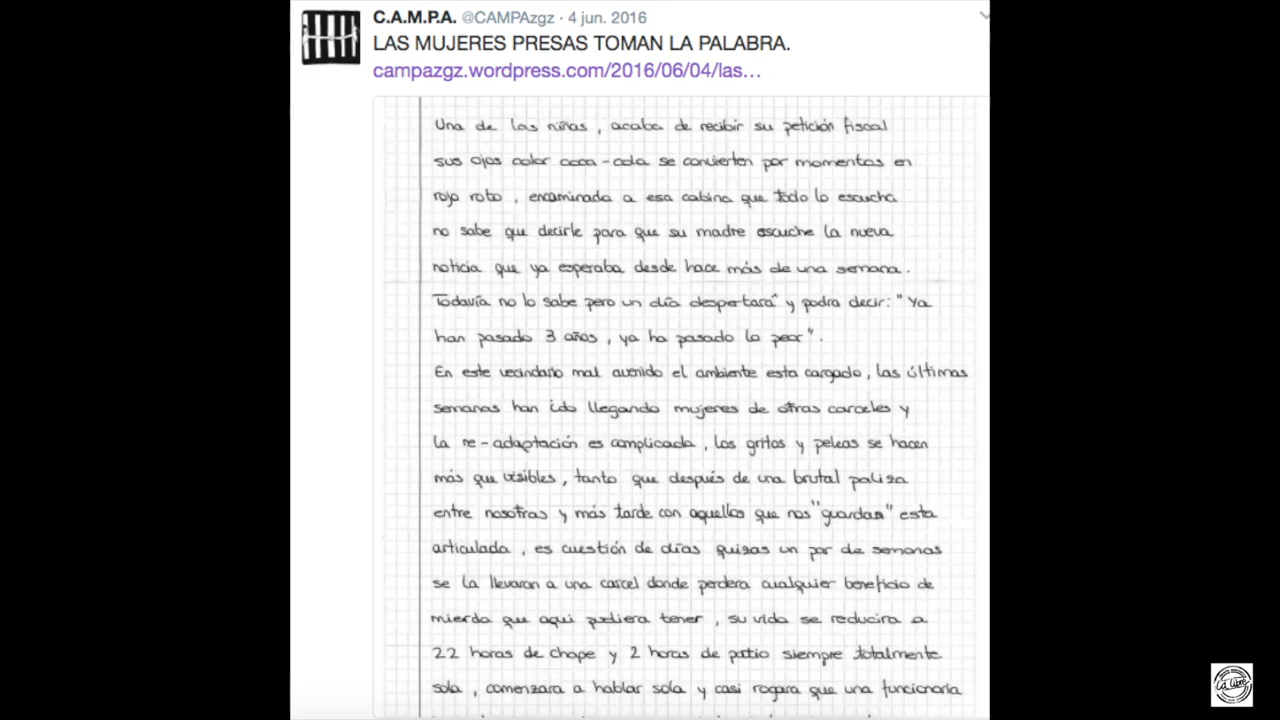 C.A.M.P.A. @CAMPAzgz · 4 jun. 2016
LAS MUJERES PRESAS TOMAN LA PALABRA.
campazgz.wordpress.com/2016/06/04/las…
Una de las niñas, acaba de recibir su petición fiscal
sus ojos color coca-cola se convierten por momentos en
rojo roto, encaminada a esa cabina que todo lo escucha
no sabe que decirle para que su madre escuche la nueva
noticia que ya esperaba desde hace más de una semana.
Todavía no lo sabe pero un día despertará y podra decir: "Ya
han pasado 3 años, ya ha pasado lo peor".
En este vecindario mal avenido el ambiente esta cargado, las últimas
semanas han ido llegando mujeres de otras carceles y
la re-adaptación es complicada, los gritos y peleas se hacen
más que visibles, tanto que después de una brutal paliza
entre nosotras y más tarde con aquellos que nos "guardan" esta
articulada, es cuestión de días quizas un par de semanas
se la llevaran a una carcel donde perdera cualquier beneficio de
mierda que aqui pudiera tener, su vida se reducira a
22 horas de chape y 2 horas de patio siempre totalmente
sola, comenzara a hablar sola y casi rogara que una funcionaria
La Libre